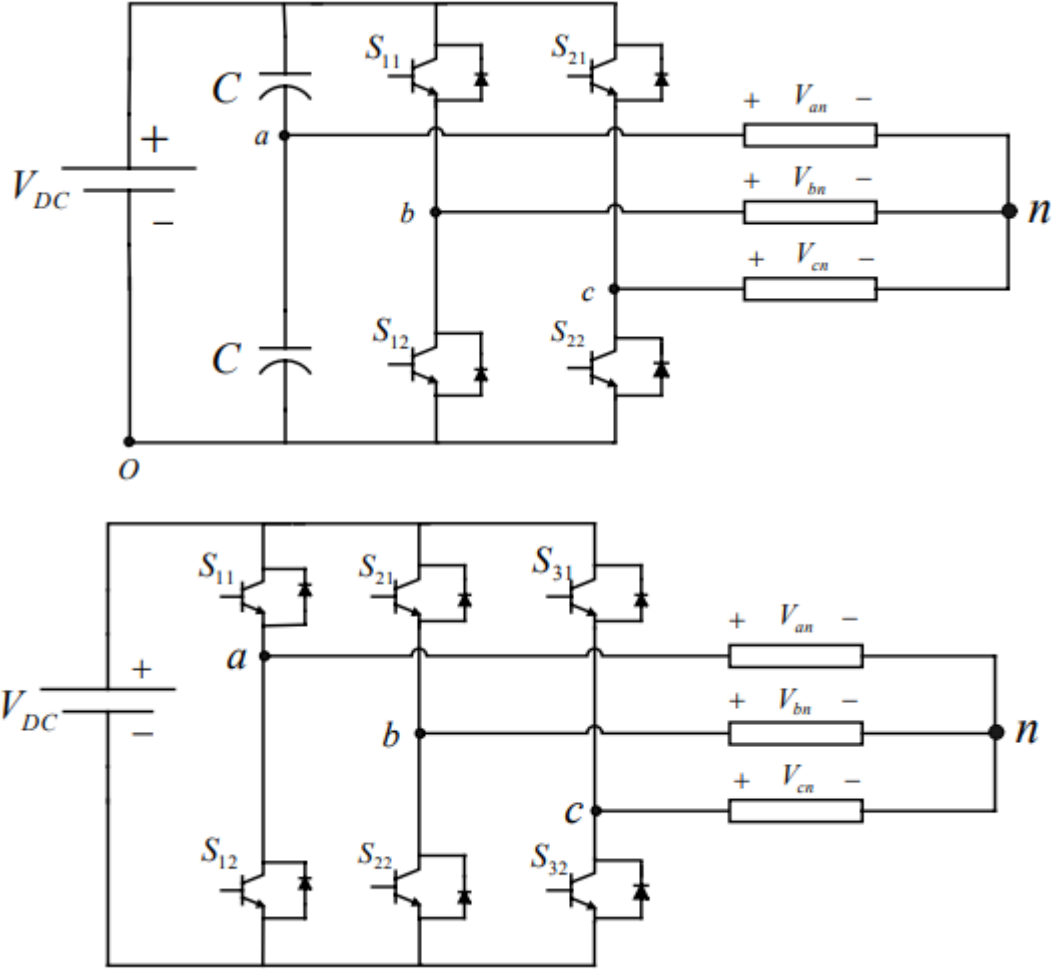 S11 S21
C
+ Van −
a
+
VDC
−
+ Vbn −
b
n
+ Vcn −
c
S12 S22
C
o
S11 S21 S31
+ Van −
a
+
VDC
−
+ Vbn −
b
n
+ Vcn −
c
S12 S22 S32